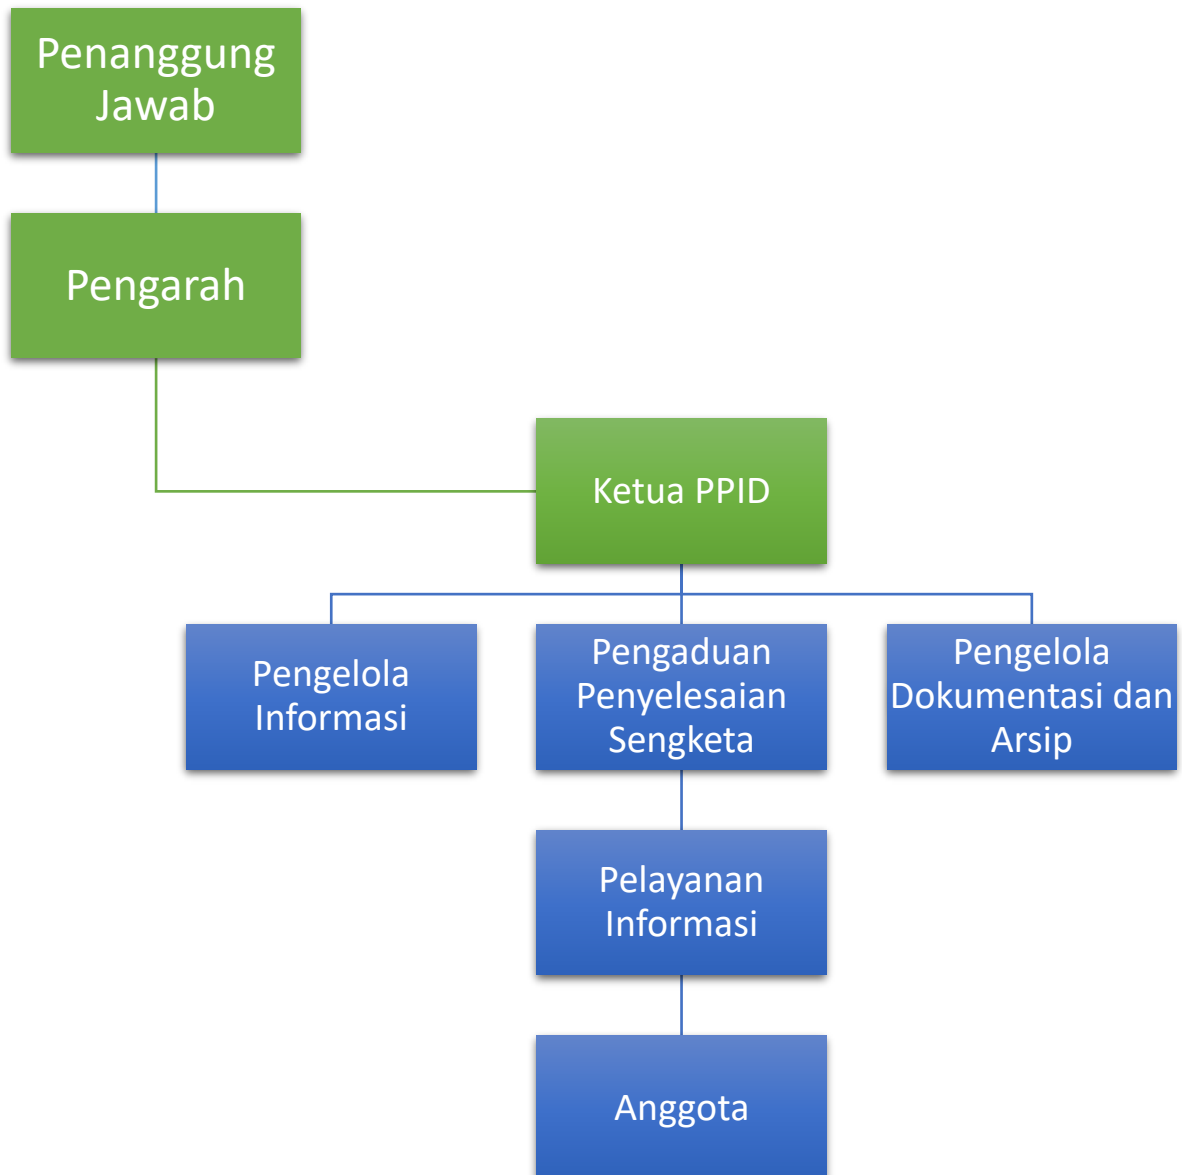 Penanggung
Jawab
Pengarah
Ketua PPID
Pengelola
Informasi
Pengaduan
Penyelesaian
Sengketa
Pengelola
Dokumentasi dan
Arsip
Pelayanan
Informasi
Anggota